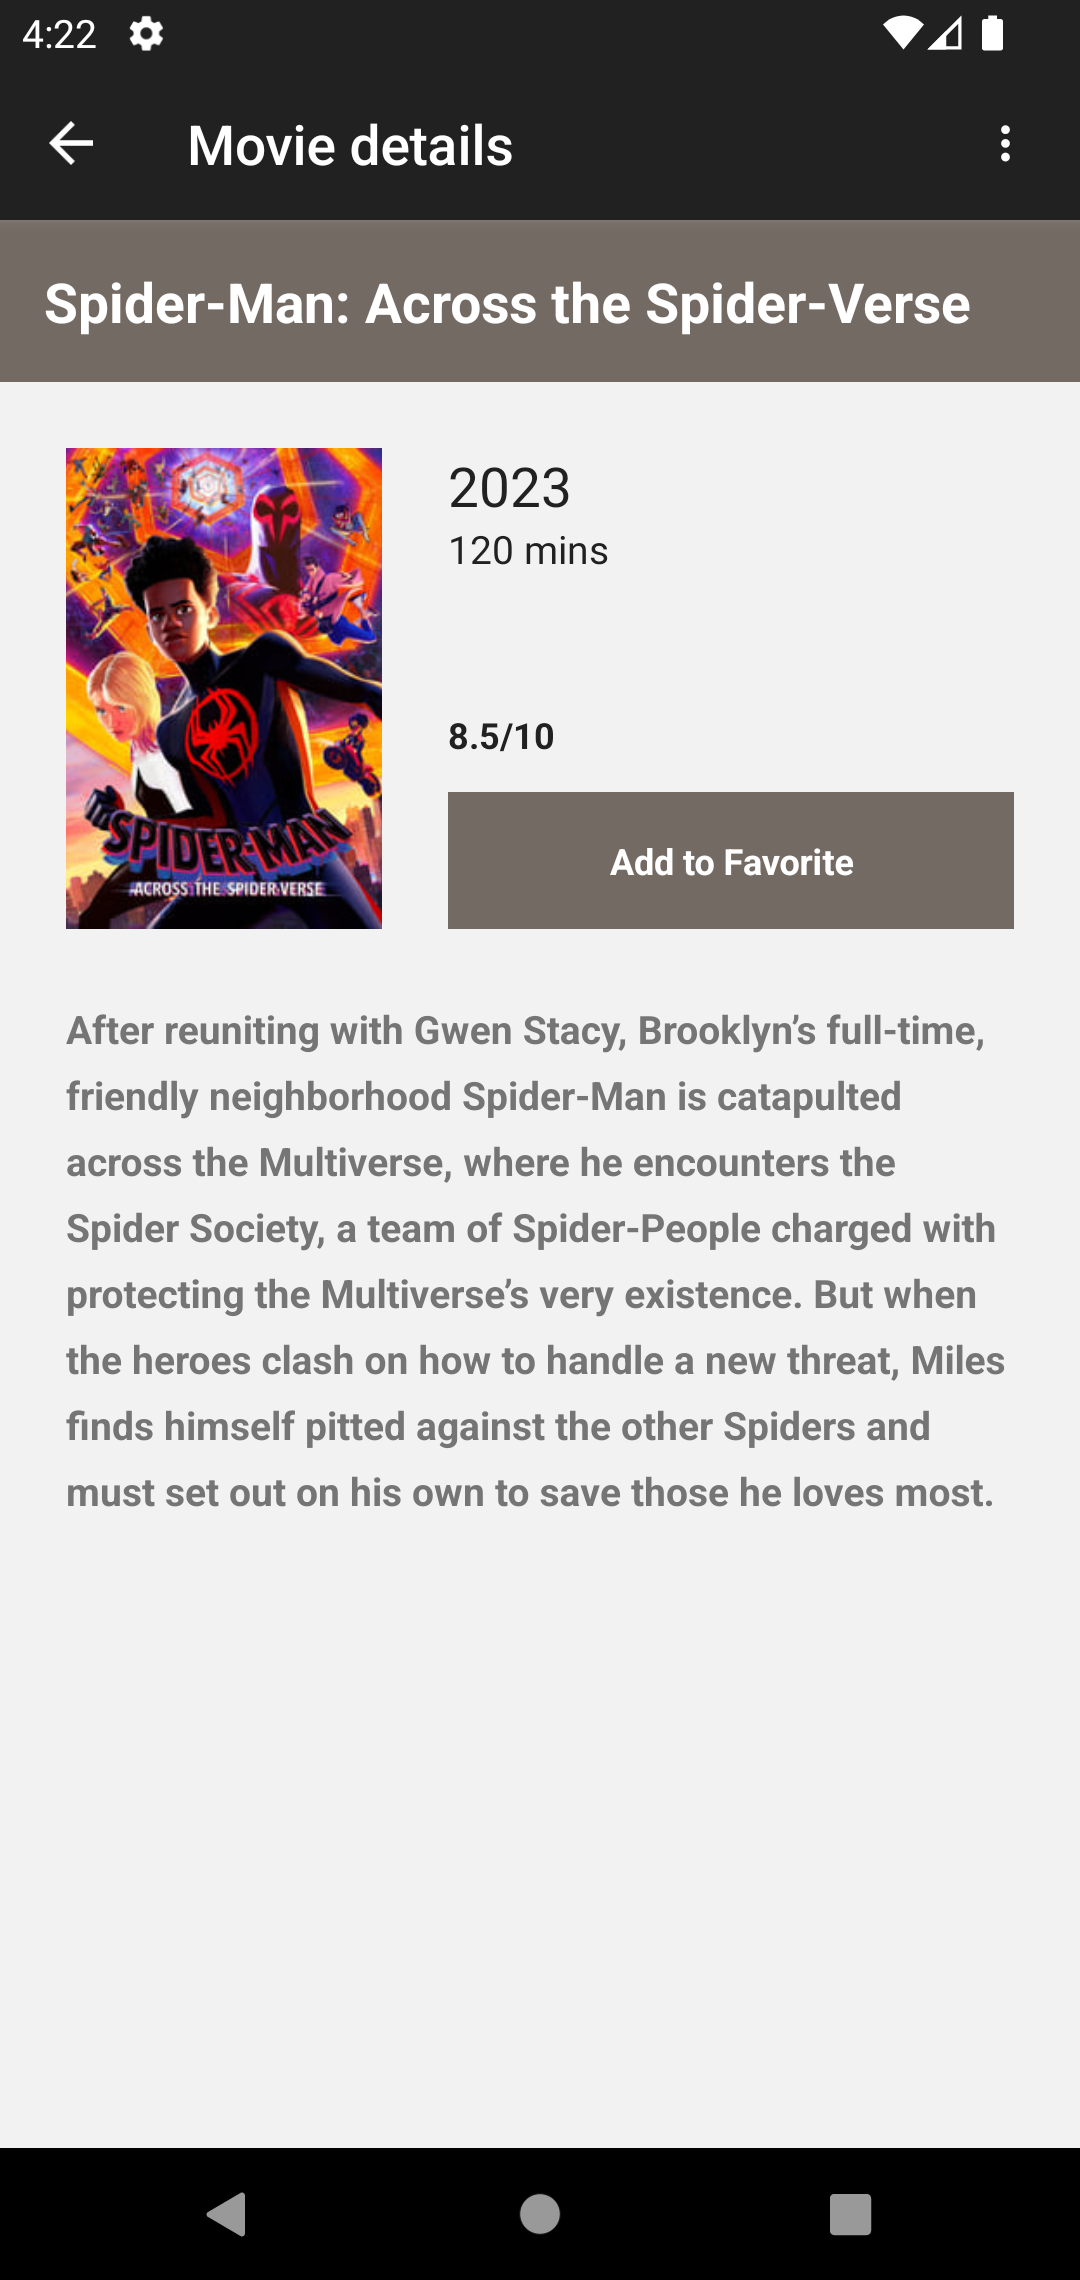 4:22
Movie details
Spider-Man: Across the Spider-Verse
2023
120 mins
8.5/10
Add to Favorite
SPIDER-MAN
ACROSS THE SPIDER-VERSE
After reuniting with Gwen Stacy, Brooklyn’s full-time,
friendly neighborhood Spider-Man is catapulted
across the Multiverse, where he encounters the
Spider Society, a team of Spider-People charged with
protecting the Multiverse’s very existence. But when
the heroes clash on how to handle a new threat, Miles
finds himself pitted against the other Spiders and
must set out on his own to save those he loves most.